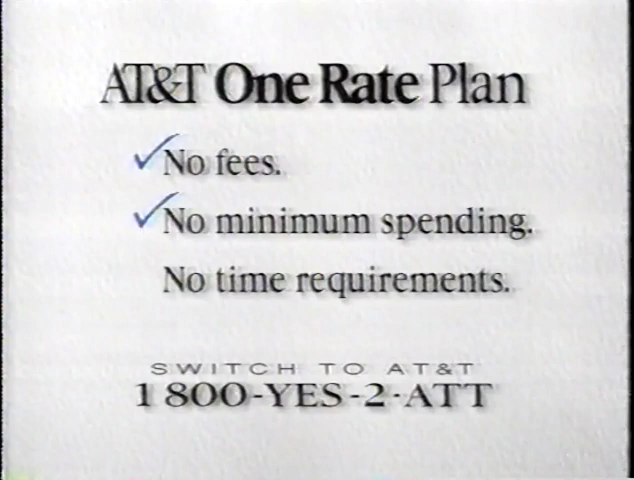 AT&T One Rate Plan
No fees.
No minimum spending.
No time requirements.
SWITCH TO AT&T
1 800-YES-2-ATT